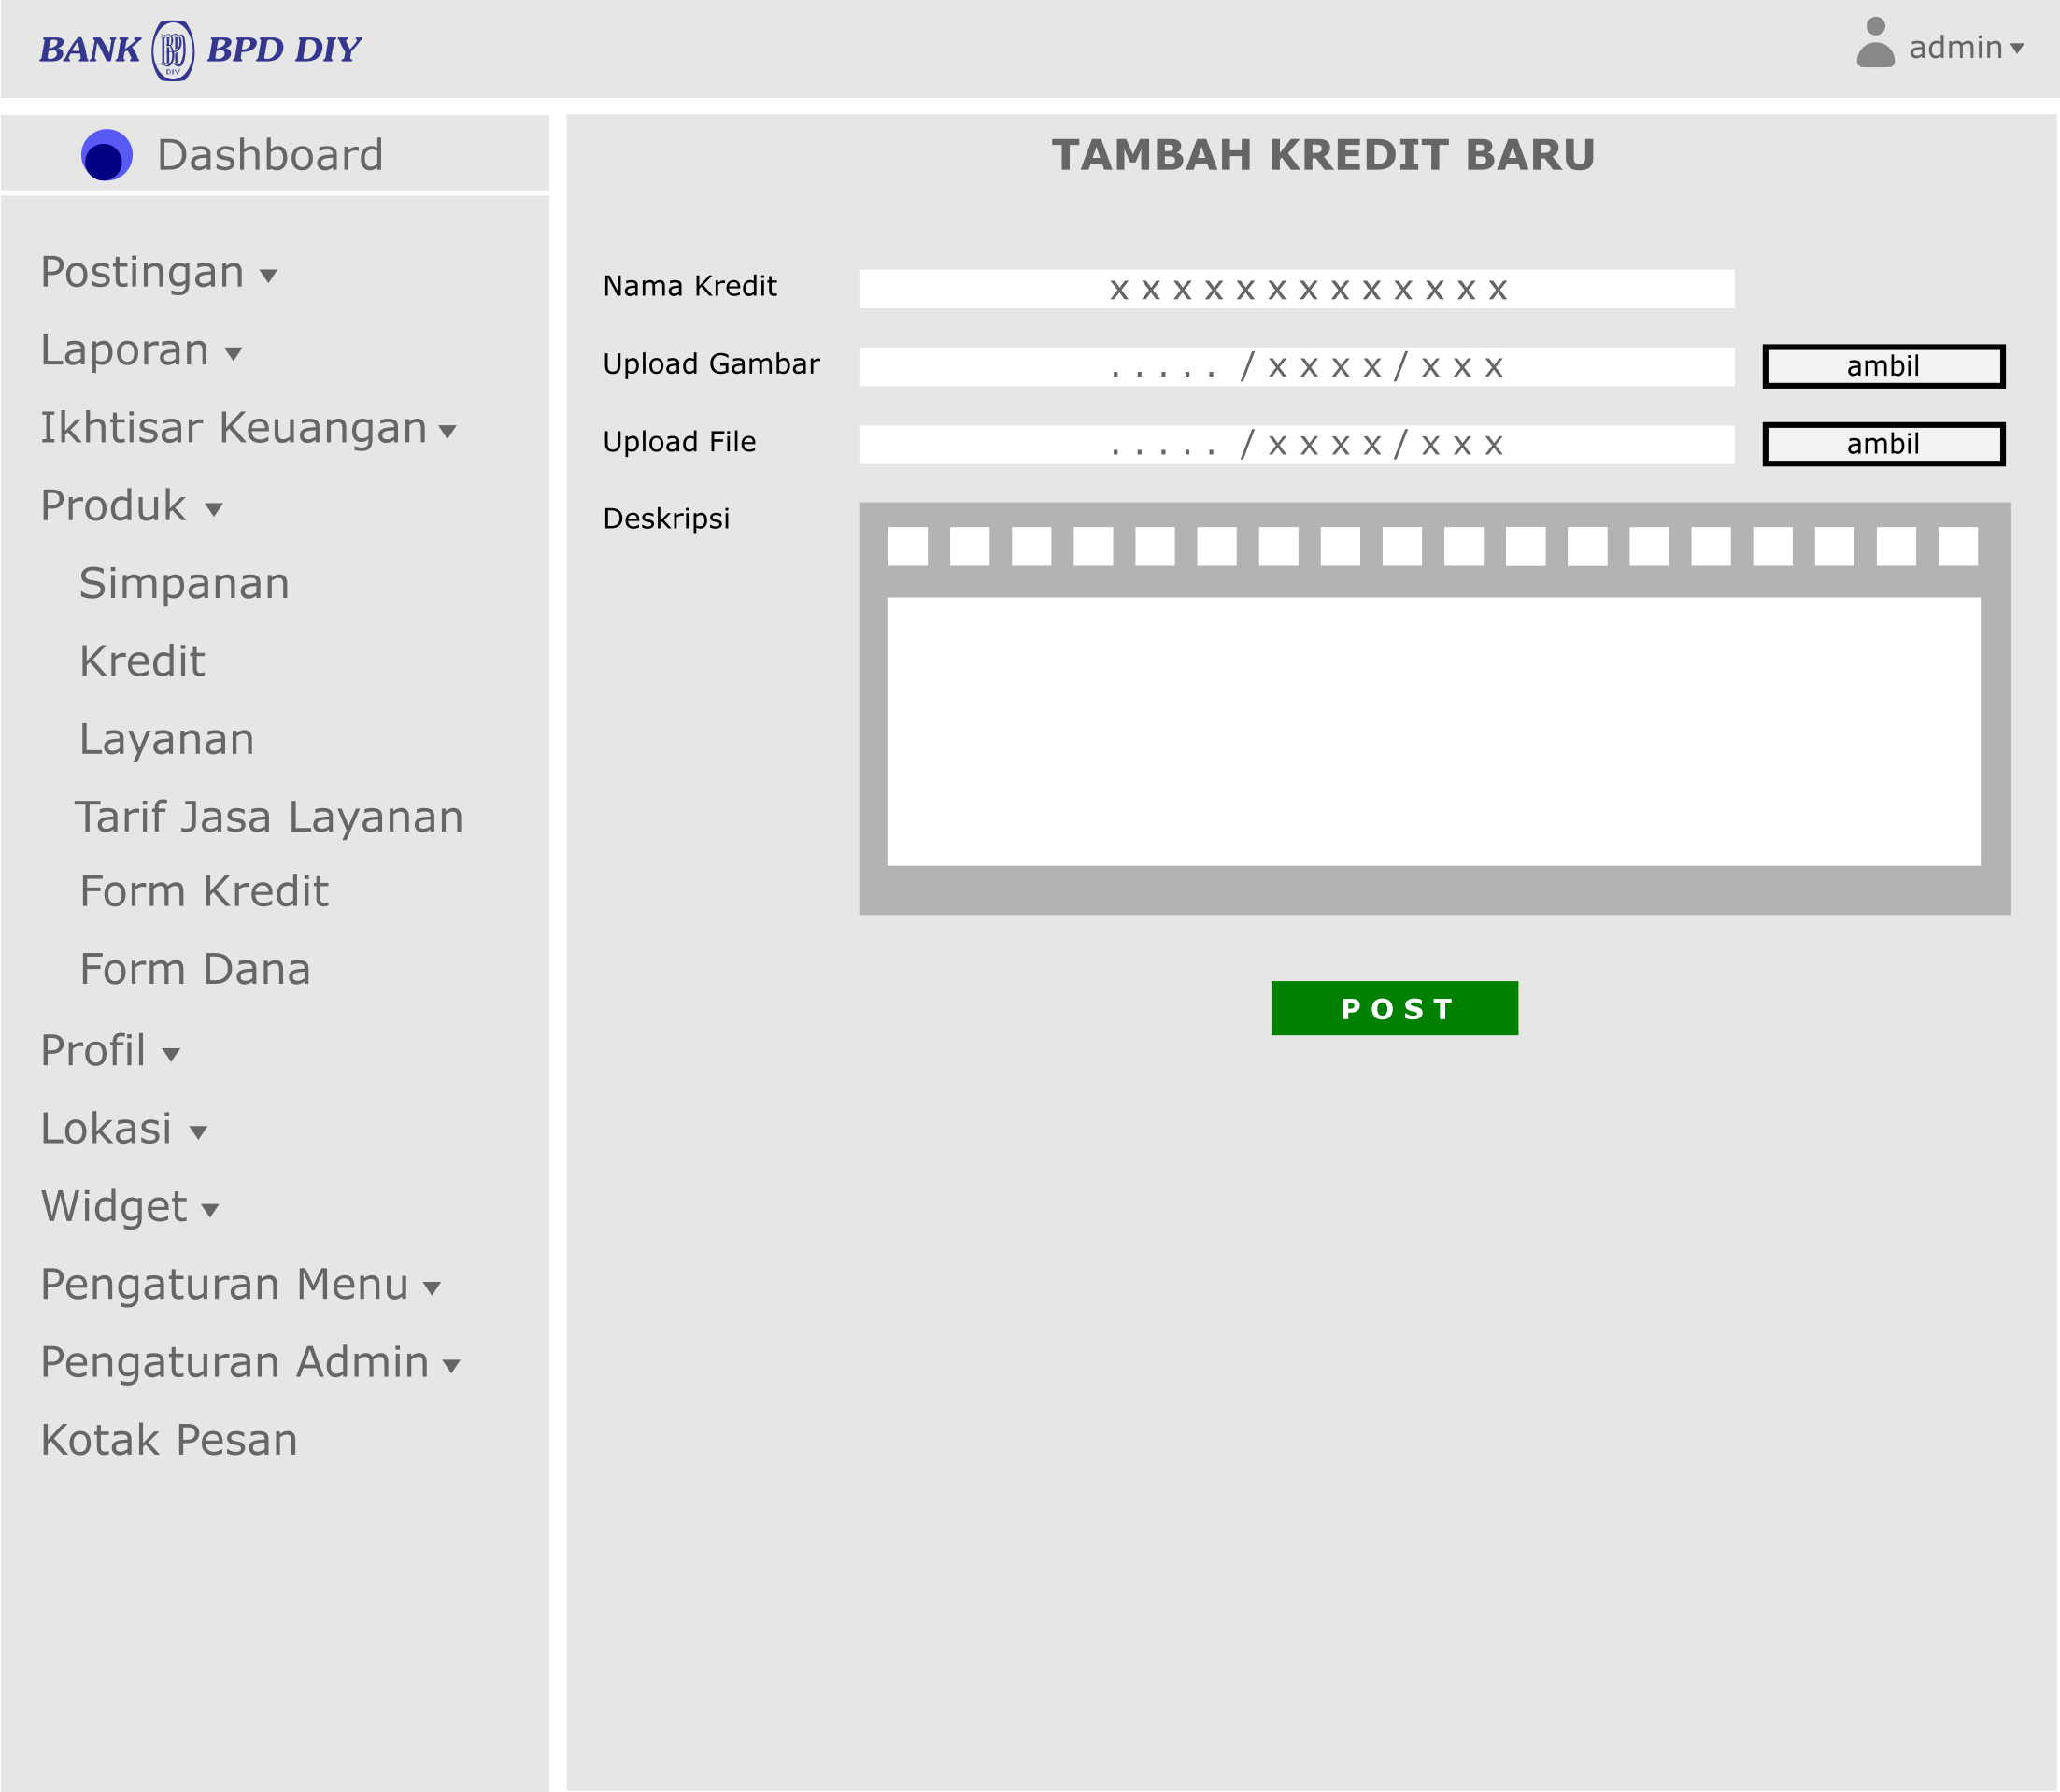 BANK BPD DIY
admin
Dashboard
Postingan
Laporan
Ikhtisar Keuangan
Produk
Simpanan
Kredit
Layanan
Tarif Jasa Layanan
Form Kredit
Form Dana
Profil
Lokasi
Widget
Pengaturan Menu
Pengaturan Admin
Kotak Pesan
TAMBAH KREDIT BARU
Nama Kredit x x x x x x x x x x x x x
Upload Gambar . . . . . / x x x x / x x x ambil
Upload File . . . . . / x x x x / x x x ambil
Deskripsi
P O S T